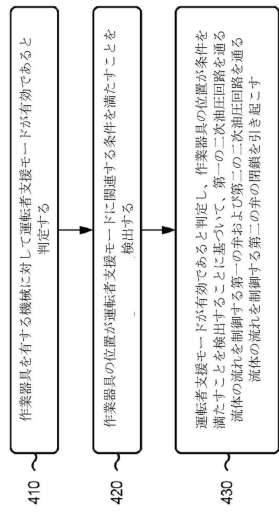 作業器具を有する機械に対して運転者支援モードが有効であると
判定する
410
作業器具の位置が運転者支援モードに関連する条件を満たすことを
検出する
420
運転者支援モードが有効であると判定し、作業器具の位置が条件を
満たすことを検出することに基づいて、第一の二次油圧回路を通る
流体の流れを制御する第一の弁および第二の二次油圧回路を通る
流体の流れを制御する第二の弁の閉鎖を引き起こす
430